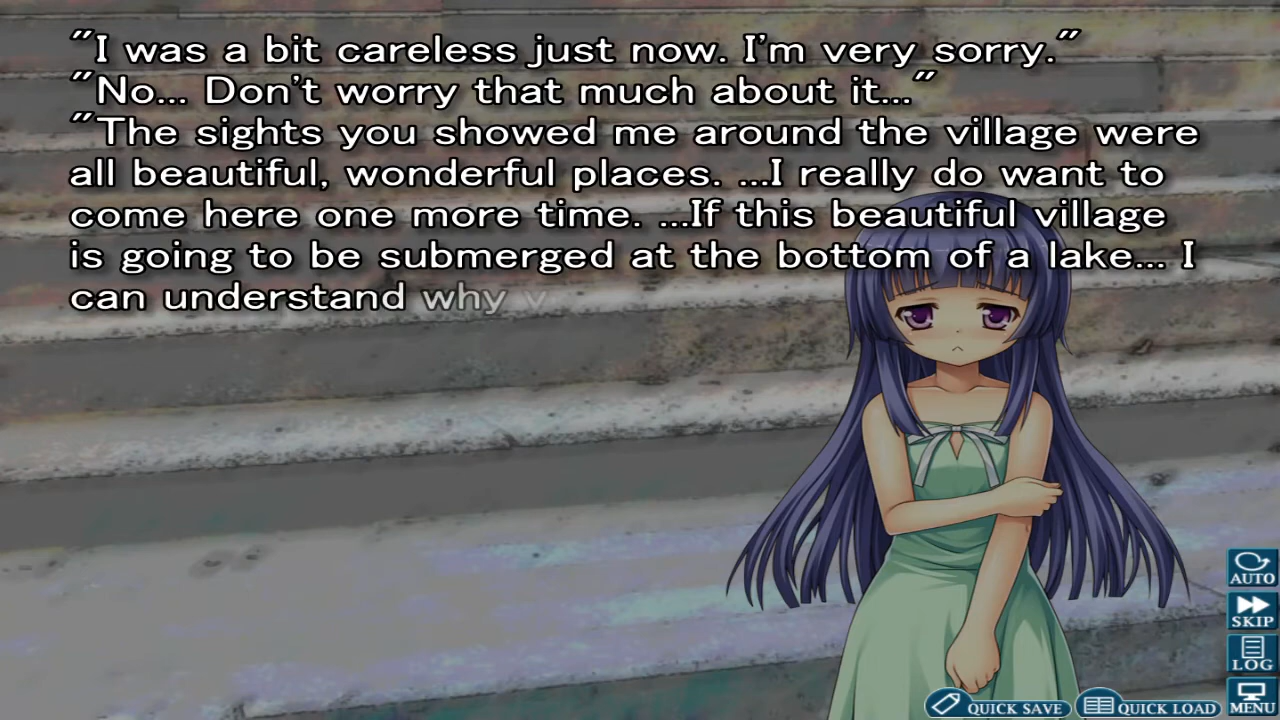 "I was a bit careless just now. I'm very sorry."
"No... Don't worry that much about it..."
"The sights you showed me around the village were
all beautiful, wonderful places. ...I really do want to
come here one more time. ...If this beautiful village
is going to be submerged at the bottom of a lake... I
can understand why
AUTO
SKIP
LOG
MENU
QUICK SAVE
QUICK LOAD